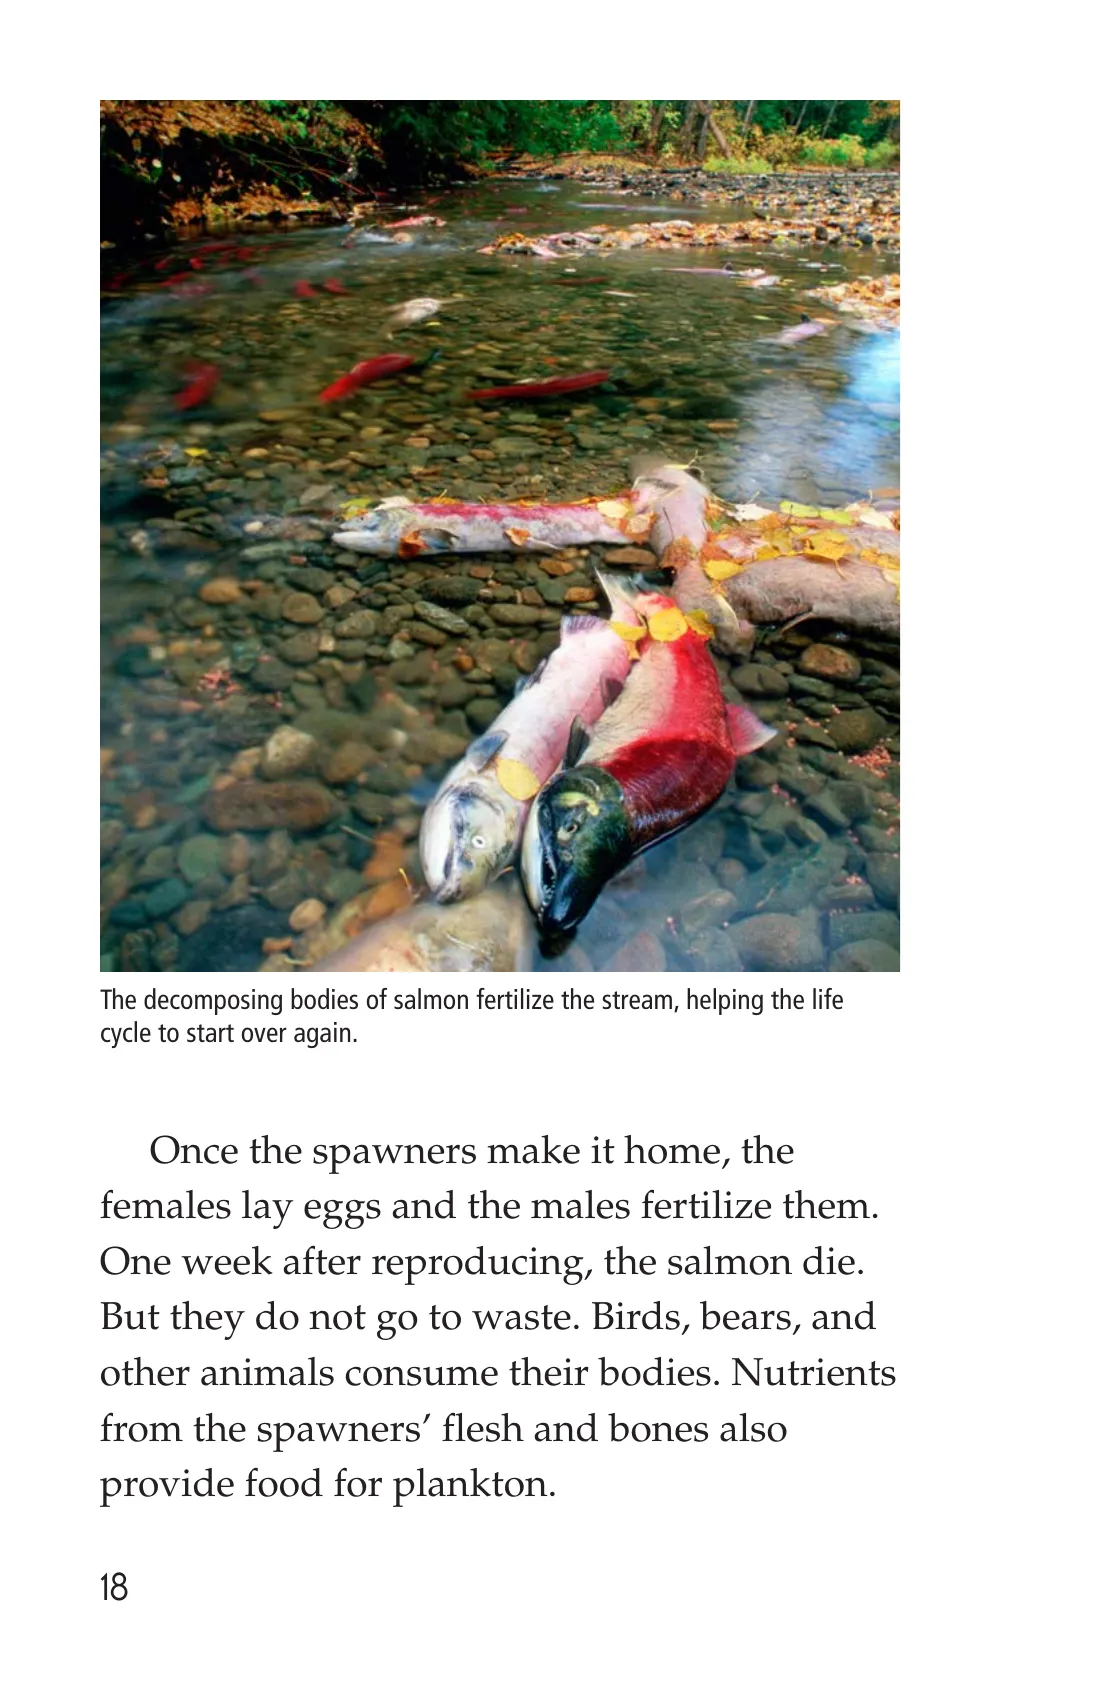 The decomposing bodies of salmon fertilize the stream, helping the life
cycle to start over again.
Once the spawners make it home, the
females lay eggs and the males fertilize them.
One week after reproducing, the salmon die.
But they do not go to waste. Birds, bears, and
other animals consume their bodies. Nutrients
from the spawners’ flesh and bones also
provide food for plankton.
18